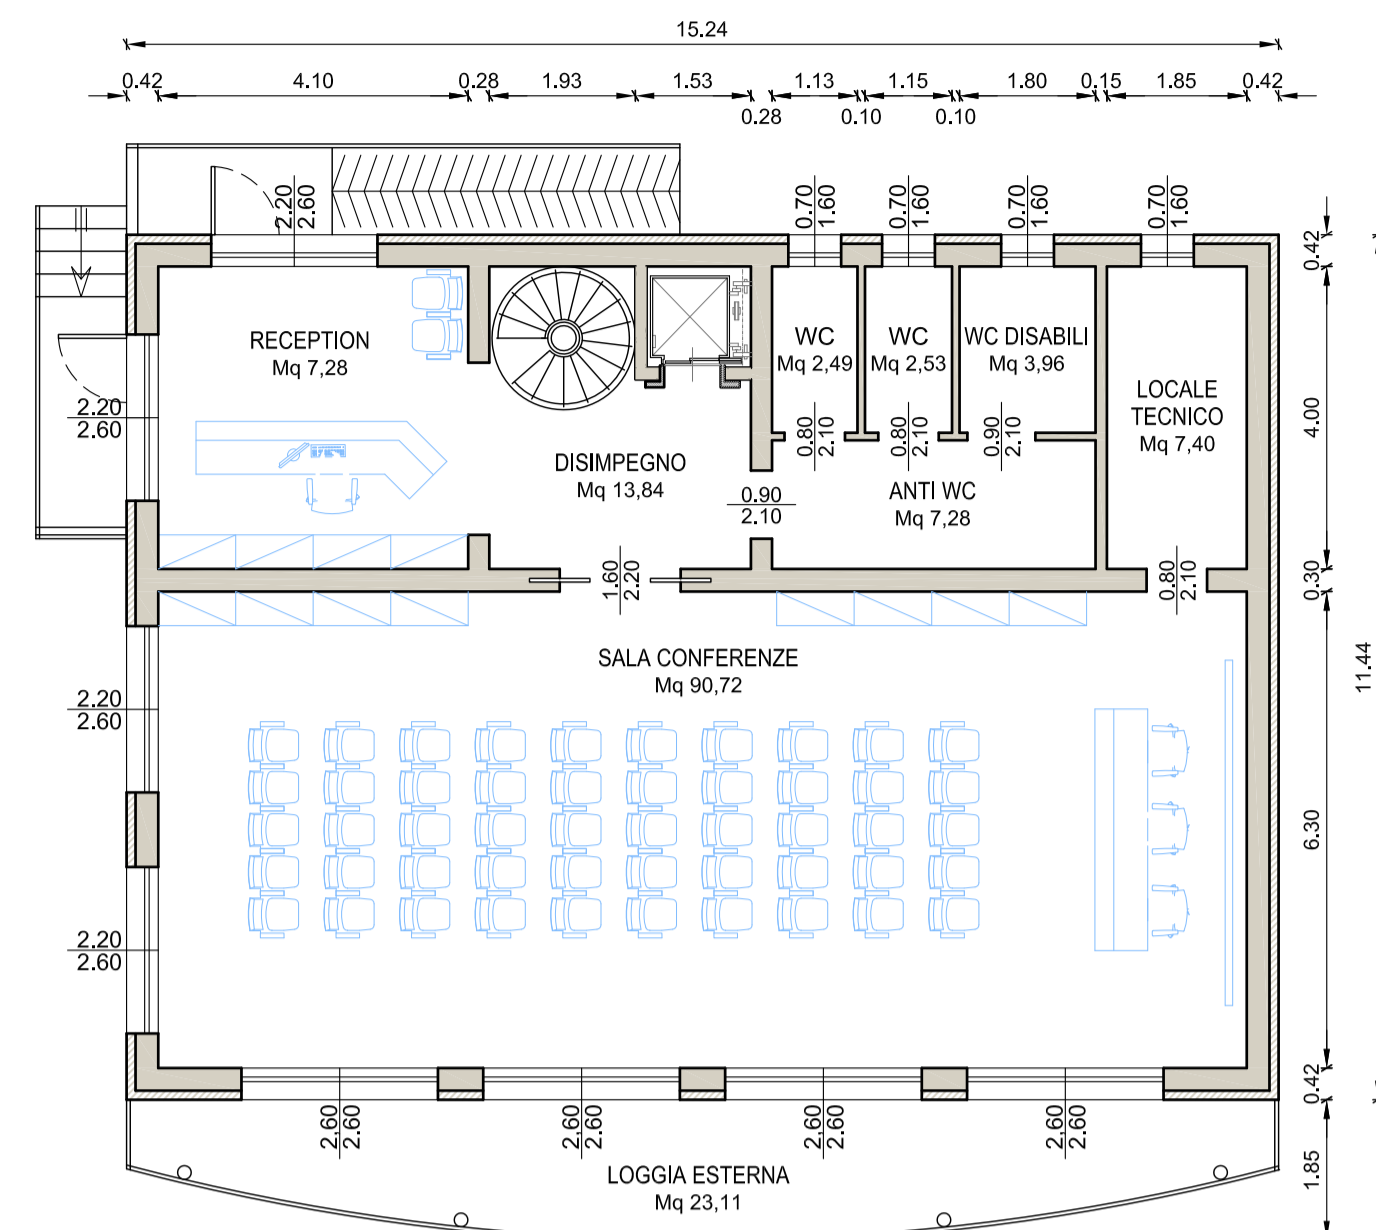 15.24
0.42 4.10 0.28 1.93 1.53 1.13 1.15 1.80 0.15 1.85 0.42
0.28 0.10 0.10
2.20
2.60
0.70
1.60
0.70
1.60
0.70
1.60
0.70
1.60
0.42
RECEPTION
Mq 7,28
WC
Mq 2,49
WC
Mq 2,53
WC DISABILI
Mq 3,96
LOCALE
TECNICO
Mq 7,40
2.20
2.60
4.00
0.80
2.10
0.80
2.10
0.90
2.10
DISIMPEGNO
Mq 13,84
0.90
2.10
ANTI WC
Mq 7,28
1.60
2.20
0.80
2.10
0.30
SALA CONFERENZE
Mq 90,72
11.44
2.20
2.60
6.30
2.20
2.60
0.42
2,60
2,60
2,60
2,60
2,60
2,60
2,60
2,60
LOGGIA ESTERNA
Mq 23,11
1.85